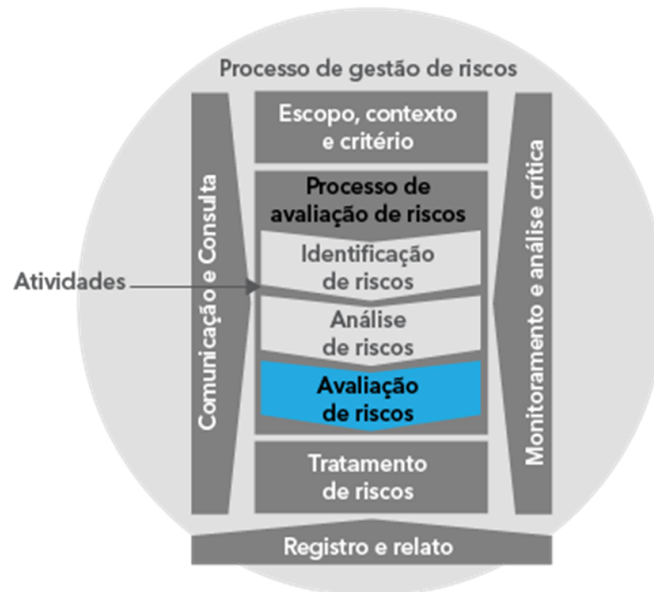 Processo de gestão de riscos
Escopo, contexto
e critério
Processo de
avaliação de riscos
Identificação
de riscos
Atividades
Análise
de riscos
Avaliação
de riscos
Tratamento
de riscos
Comunicação e Consulta
Monitoramento e análise crítica
Registro e relato